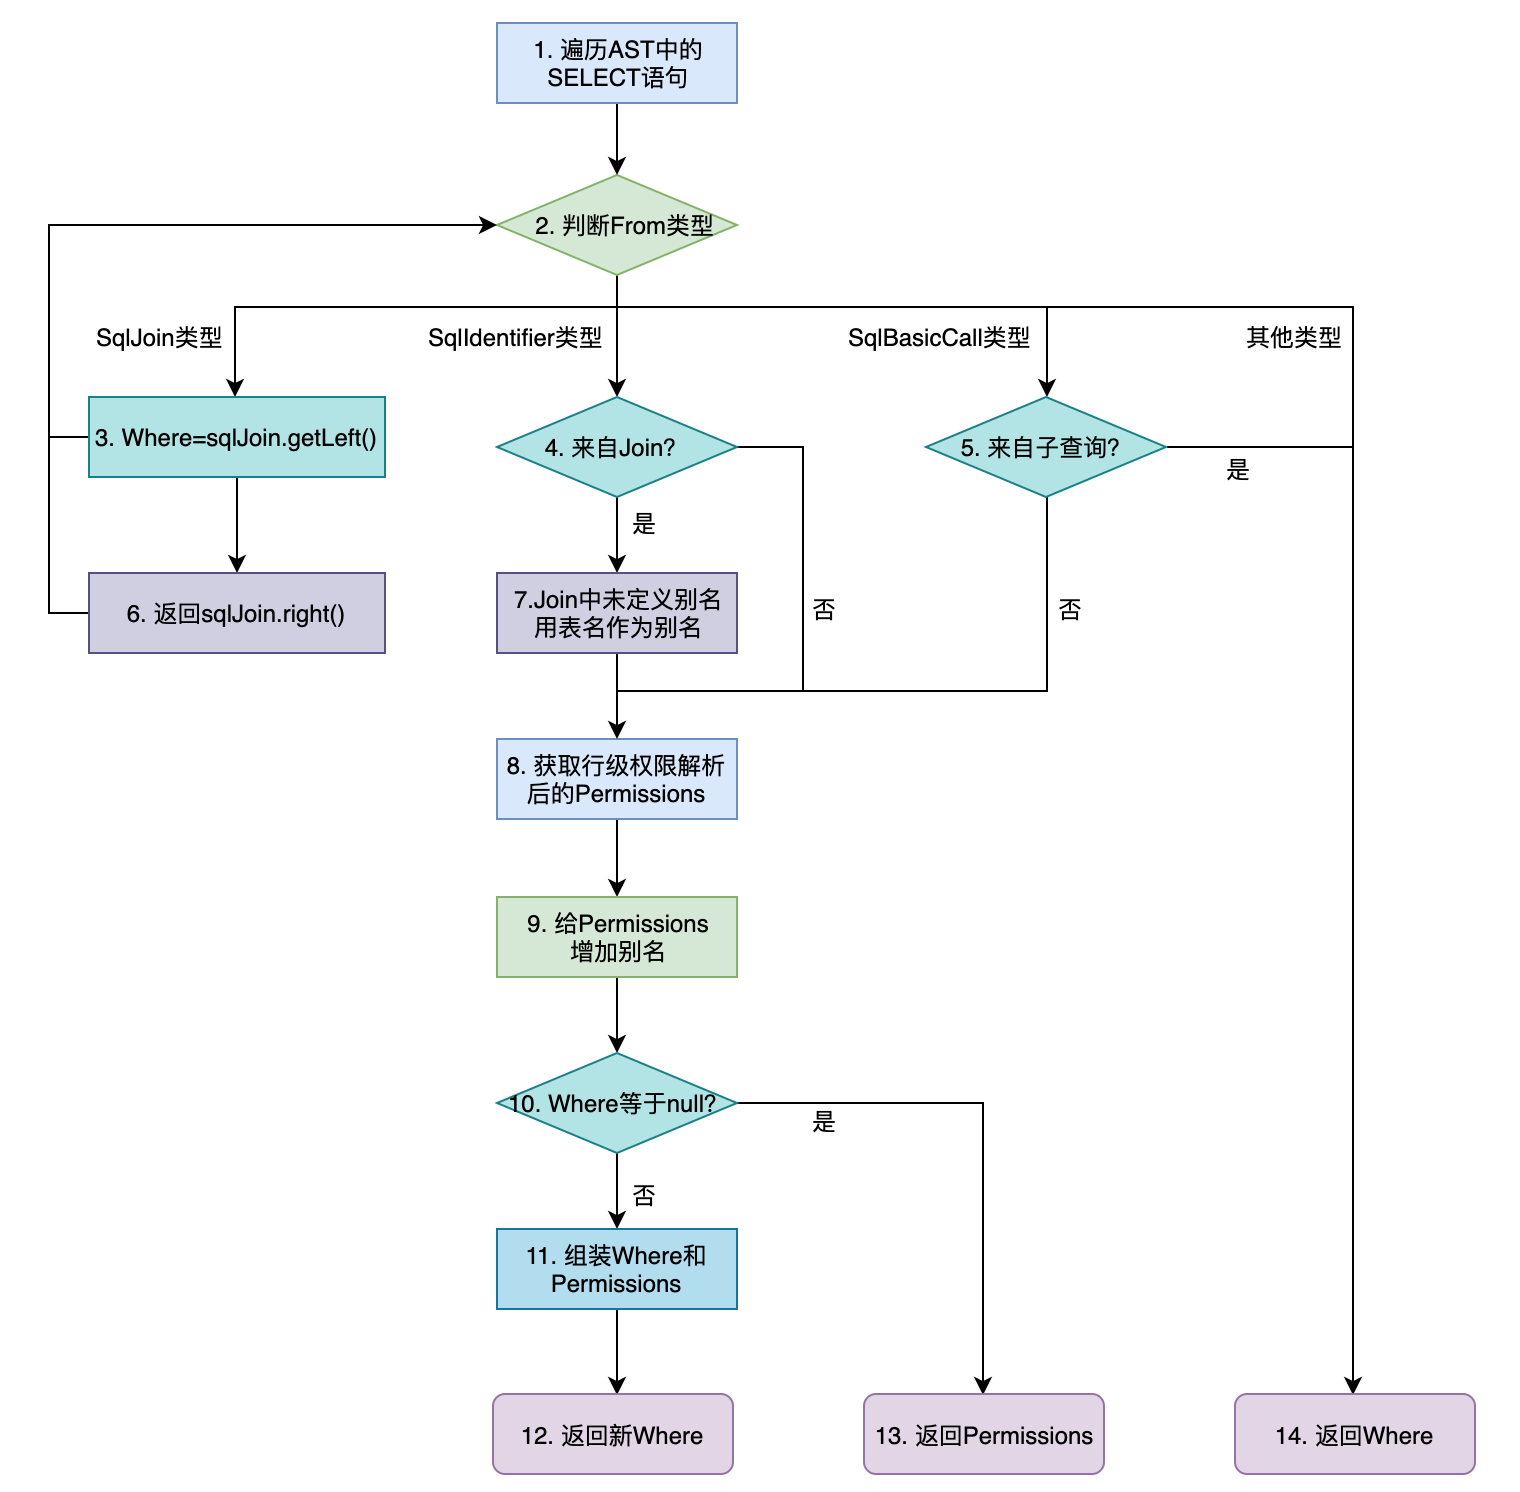 1. 遍历AST中的
SELECT语句
2. 判断From类型
SqlJoin类型
SqlIdentifier类型
SqlBasicCall类型
其他类型
3. Where=sqlJoin.getLeft()
4. 来自Join?
5. 来自子查询?
是
是
6. 返回sqlJoin.right()
7.Join中未定义别名
用表名作为别名
否
否
8. 获取行级权限解析
后的Permissions
9. 给Permissions
增加别名
10. Where等于null?
是
否
11. 组装Where和
Permissions
12. 返回新Where
13. 返回Permissions
14. 返回Where